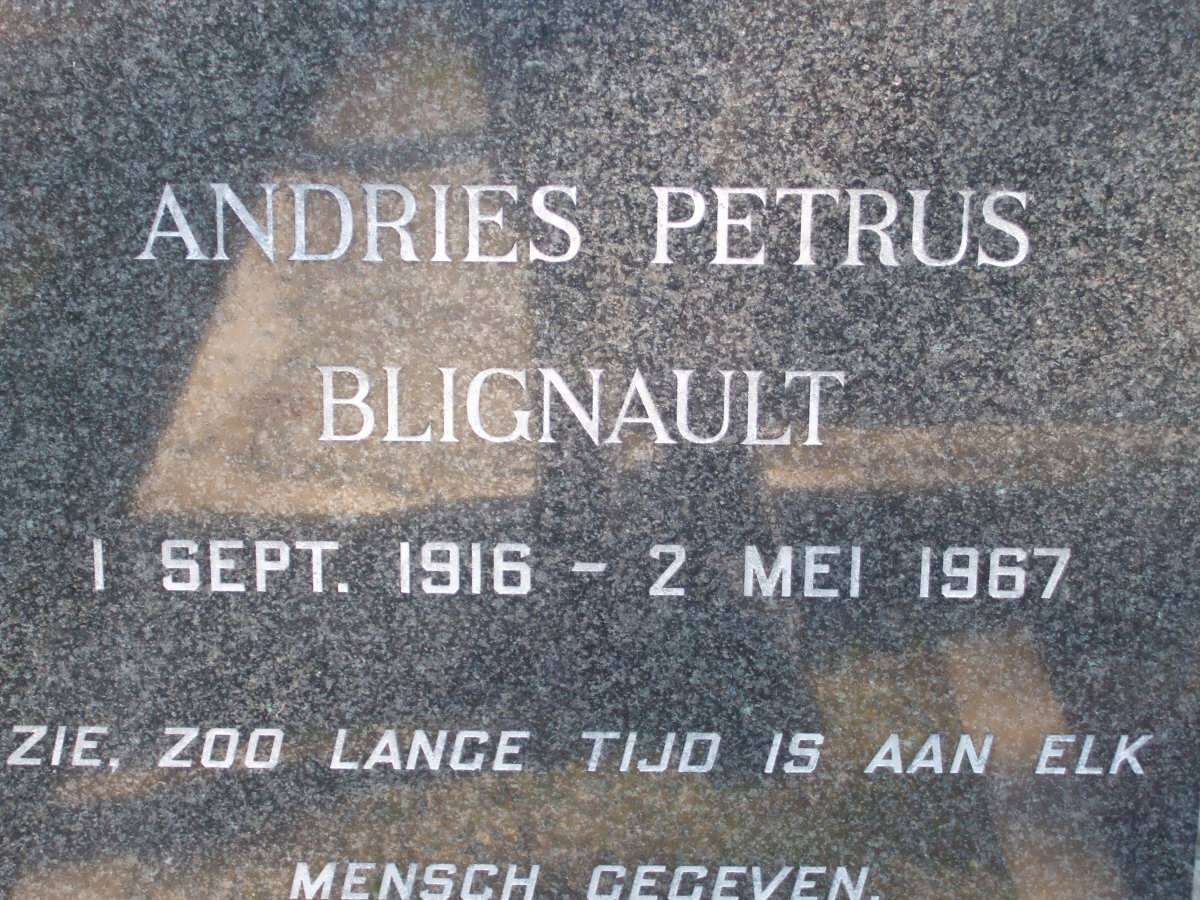 ANDRIES PETRUS
BLIGNAULT
1 SEPT. 1916 – 2 MEI 1967
ZIE, ZOO LANGE TIJD IS AAN ELK
MENSCH GEGEVEN.